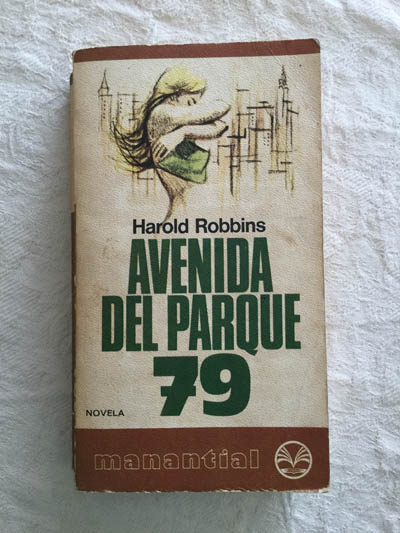 Harold Robbins
AVENIDA
DEL PARQUE
79
NOVELA
manantial